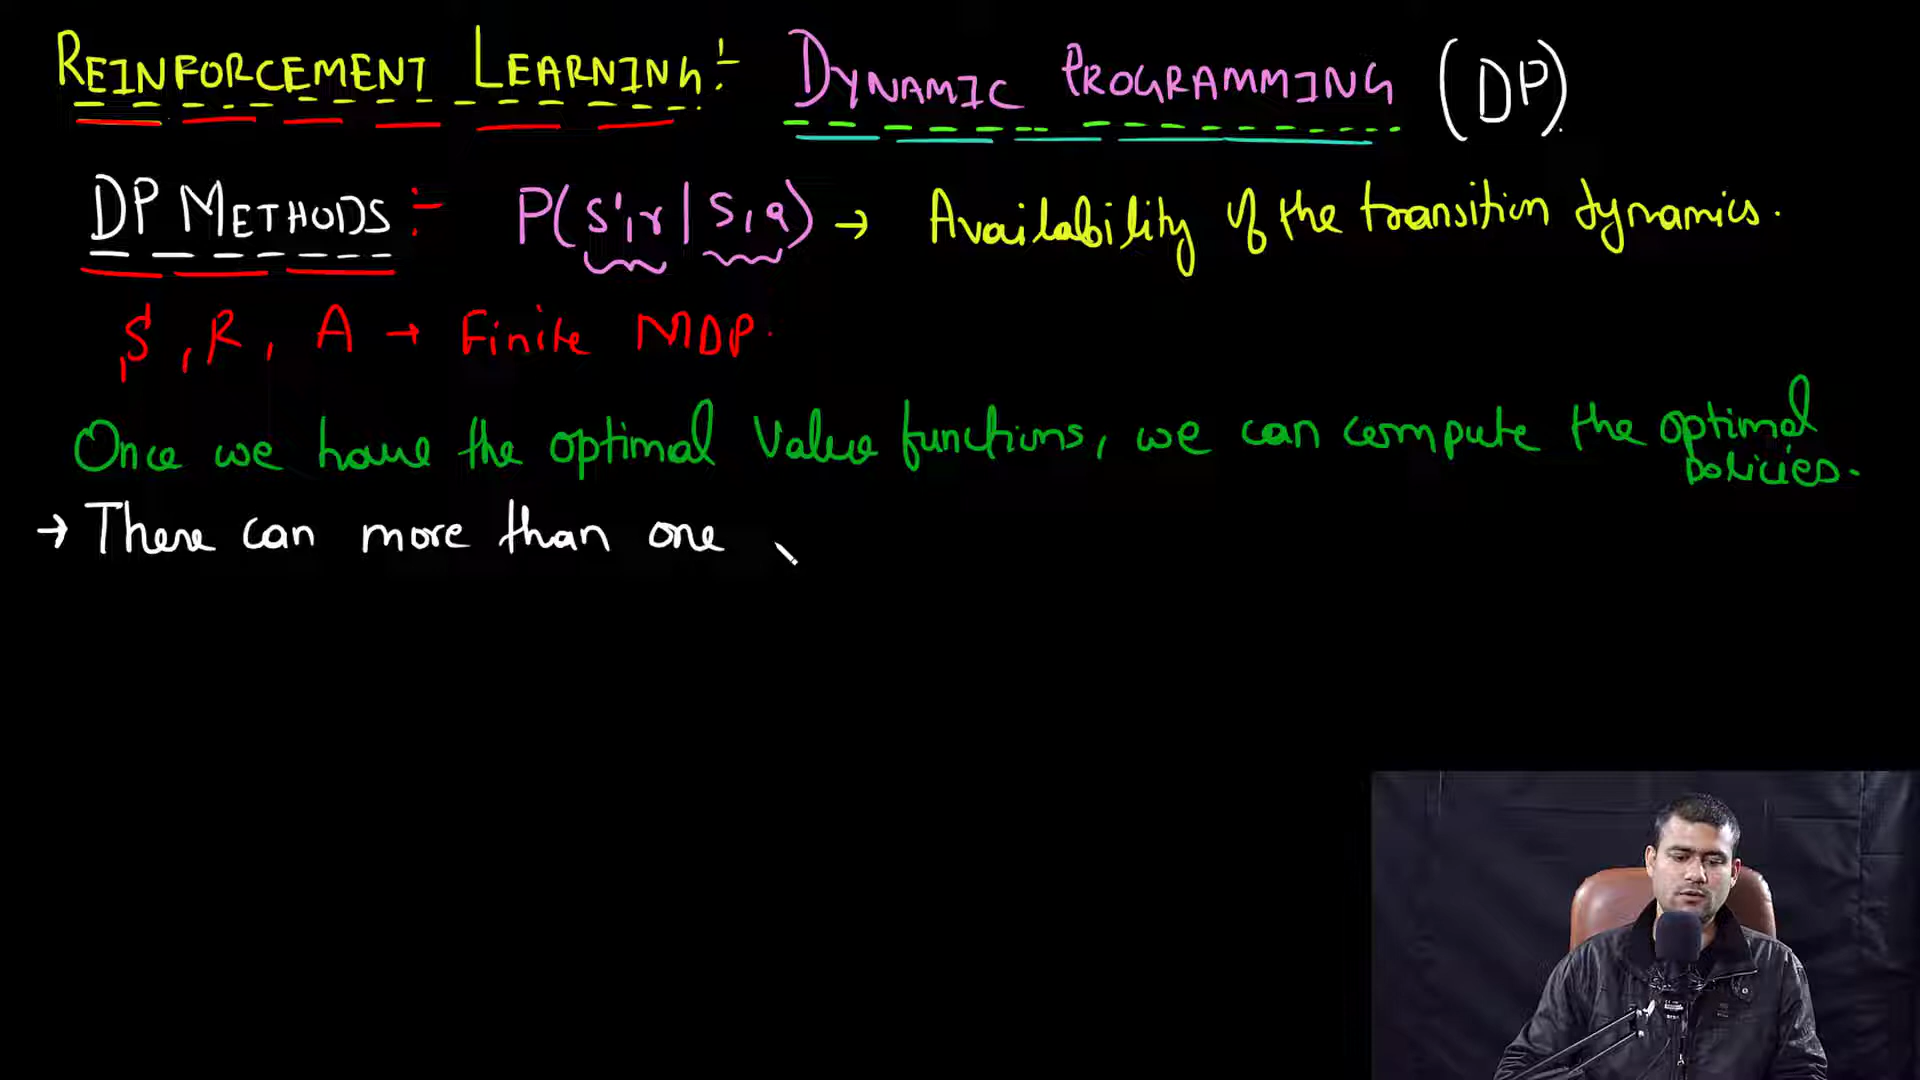 REINFORCEMENT LEARNING:- DYNAMIC PROGRAMMING (DP).
DP METHODS:- P(s',r|s,a) → Availability of the transition dynamics.
S, R, A → Finite MDP.
Once we have the optimal value functions, we can compute the optimal
policies.
→ There can more than one